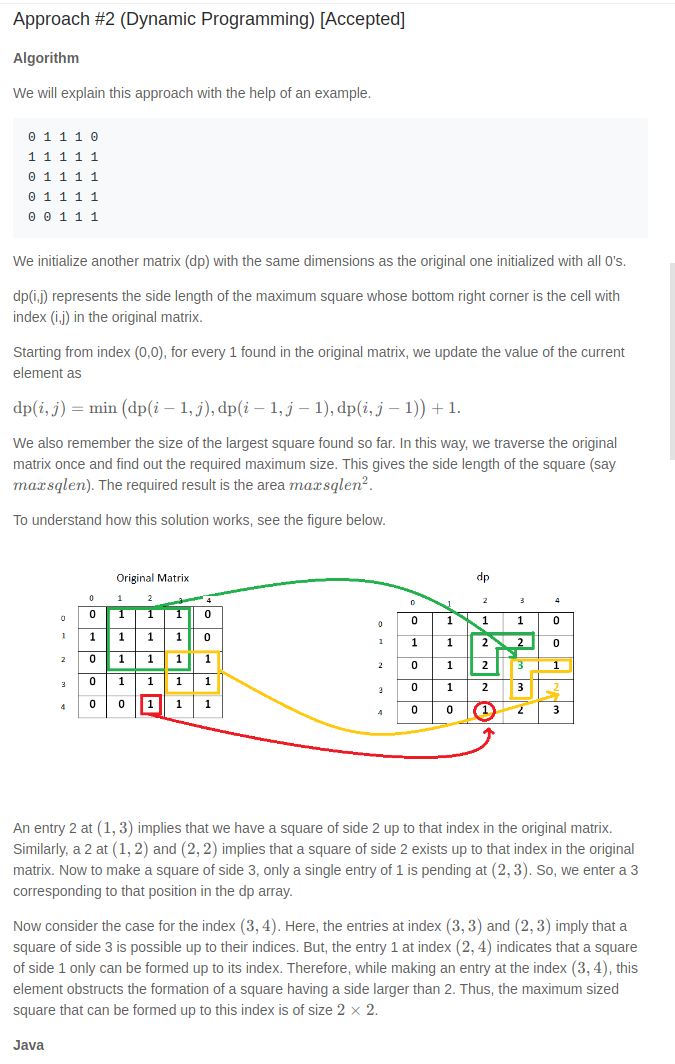 Approach #2 (Dynamic Programming) [Accepted]
Algorithm
We will explain this approach with the help of an example.
0 1 1 1 0
1 1 1 1 1
0 1 1 1 1
0 1 1 1 1
0 0 1 1 1
We initialize another matrix (dp) with the same dimensions as the original one initialized with all 0's.
dp(i,j) represents the side length of the maximum square whose bottom right corner is the cell with
index (i,j) in the original matrix.
Starting from index (0,0), for every 1 found in the original matrix, we update the value of the current
element as
dp(i, j) = min (dp(i − 1, j), dp(i − 1, j − 1), dp(i, j − 1)) + 1.
We also remember the size of the largest square found so far. In this way, we traverse the original
matrix once and find out the required maximum size. This gives the side length of the square (say
maxsqlen). The required result is the area maxsqlen².
To understand how this solution works, see the figure below.
Original Matrix
0 1 2 3 4
0 0 1 1 1 0
1 1 1 1 1 0
2 0 1 1 1 1
3 0 1 1 1 1
4 0 0 1 1 1
dp
0 1 2 3 4
0 0 1 1 1 0
1 1 1 2 2 0
2 0 1 2 3 1
3 0 1 2 3 2
4 0 0 1 2 3
An entry 2 at (1, 3) implies that we have a square of side 2 up to that index in the original matrix.
Similarly, a 2 at (1, 2) and (2, 2) implies that a square of side 2 exists up to that index in the original
matrix. Now to make a square of side 3, only a single entry of 1 is pending at (2, 3). So, we enter a 3
corresponding to that position in the dp array.
Now consider the case for the index (3, 4). Here, the entries at index (3, 3) and (2, 3) imply that a
square of side 3 is possible up to their indices. But, the entry 1 at index (2, 4) indicates that a square
of side 1 only can be formed up to its index. Therefore, while making an entry at the index (3, 4), this
element obstructs the formation of a square having a side larger than 2. Thus, the maximum sized
square that can be formed up to this index is of size 2 × 2.
Java